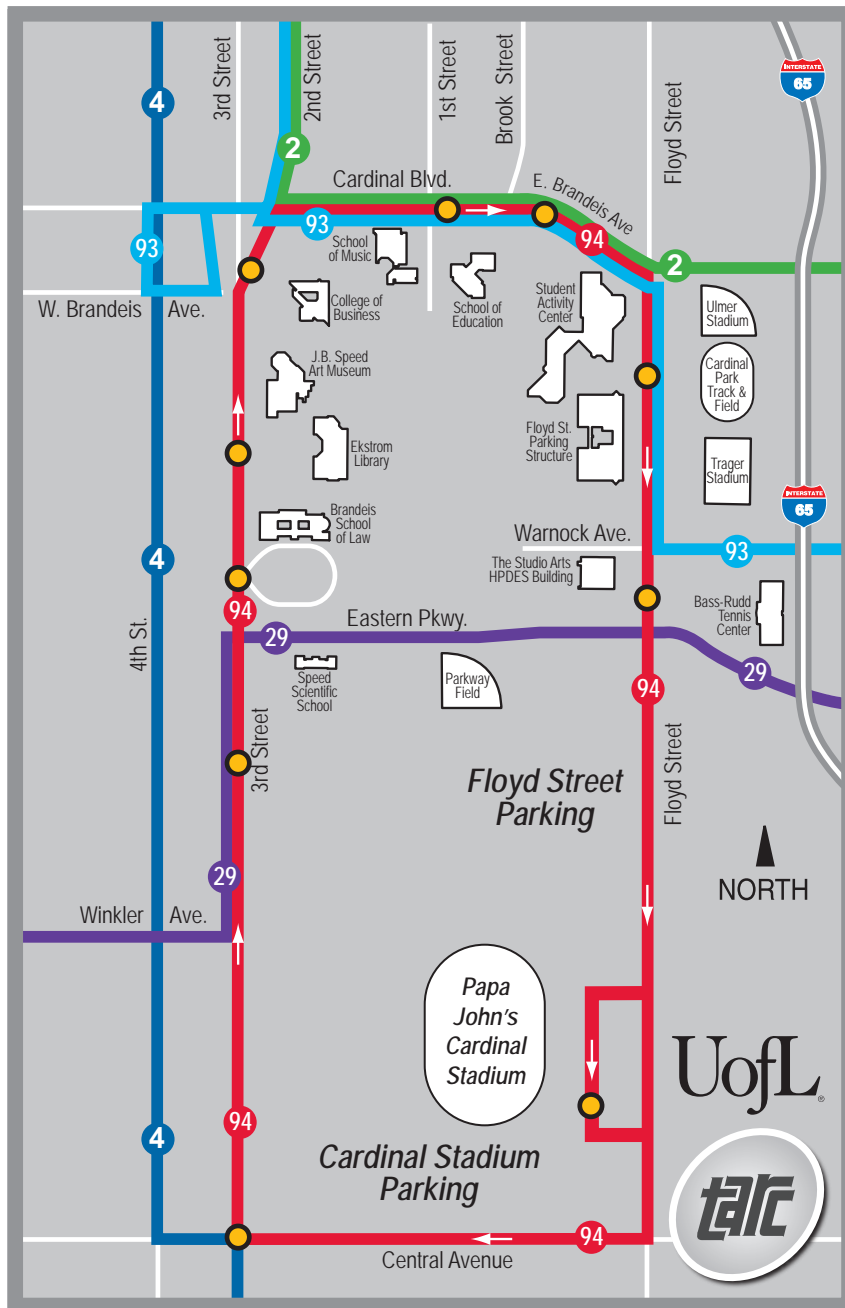 3rd Street
2nd Street
1st Street
Brook Street
Floyd Street
INTERSTATE
65
4
2
Cardinal Blvd.
E. Brandeis Ave
93
93
94
2
School
of Music
W. Brandeis Ave.
College of
Business
School of
Education
Student
Activity
Center
Ulmer
Stadium
J.B. Speed
Art Museum
Cardinal
Park
Track &
Field
Floyd St.
Parking
Structure
Ekstrom
Library
Trager
Stadium
INTERSTATE
65
Brandeis
School
of Law
Warnock Ave.
93
4
The Studio Arts
HPDES Building
94
Bass-Rudd
Tennis
Center
Eastern Pkwy.
29
4th St.
Speed
Scientific
School
Parkway
Field
29
94
3rd Street
Floyd Street
Parking
Floyd Street
29
NORTH
Winkler Ave.
Papa
John's
Cardinal
Stadium
UofL®
94
4
Cardinal Stadium
Parking
tarc
94
Central Avenue